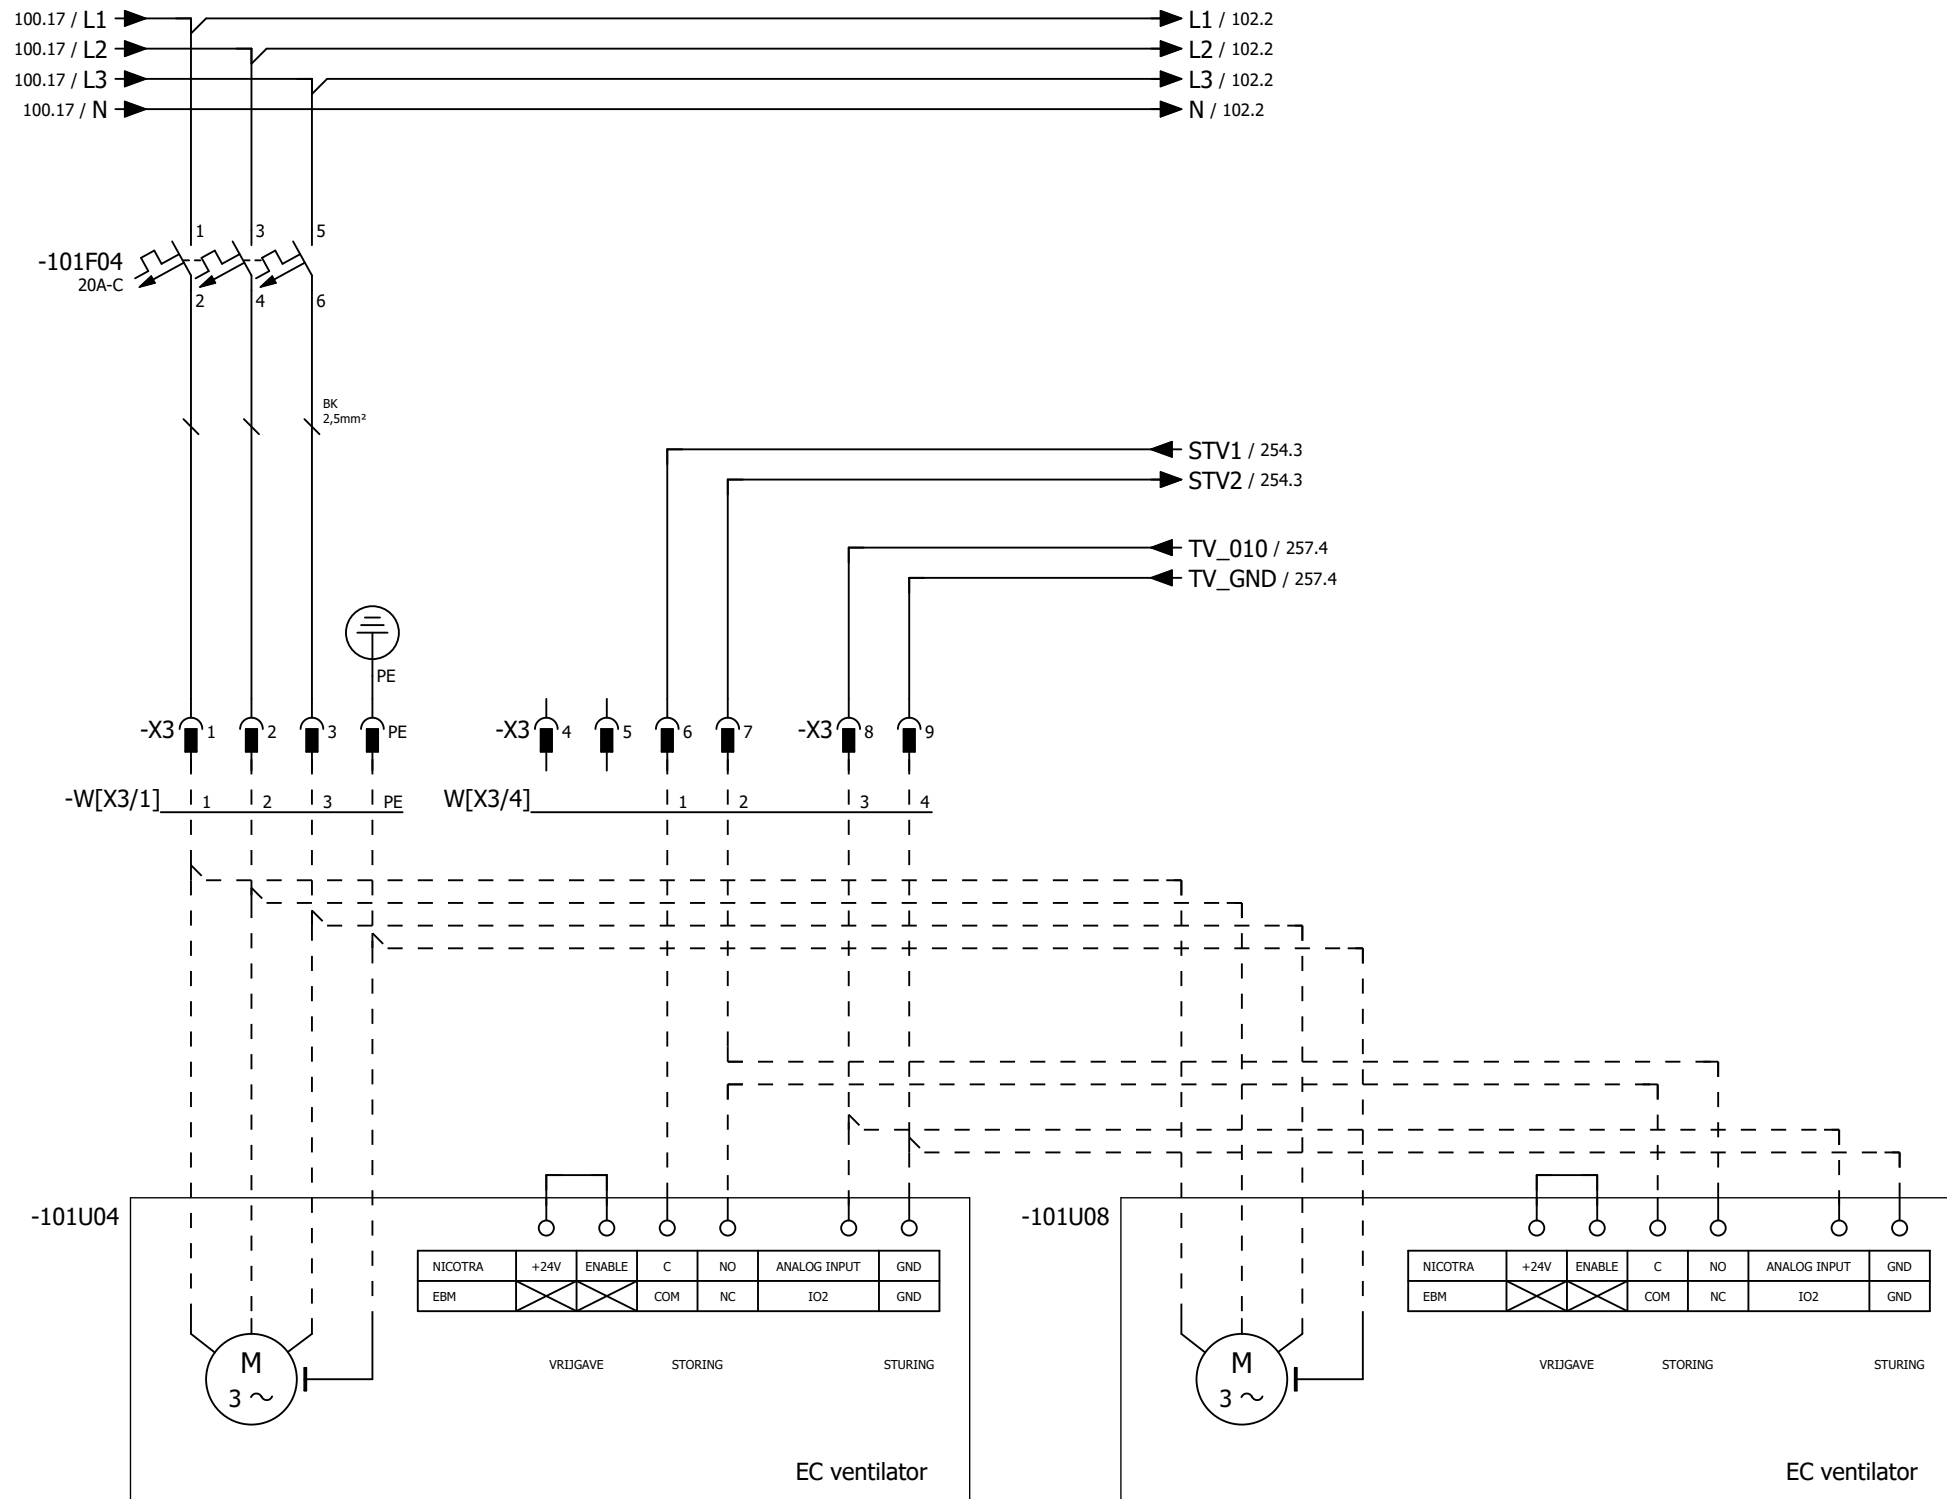 100.17 / L1
L1 / 102.2
100.17 / L2
L2 / 102.2
100.17 / L3
L3 / 102.2
100.17 / N
N / 102.2
1 3 5
-101F04
20A-C
2 4 6
BK
2,5mm²
STV1 / 254.3
STV2 / 254.3
TV_010 / 257.4
TV_GND / 257.4
PE
-X3 1 2 3 PE
-X3 4 5 6 7
-X3 8 9
-W[X3/1] 1 2 3 PE
W[X3/4] 1 2 3 4
-101U04
NICOTRA +24V ENABLE C NO ANALOG INPUT GND
EBM COM NC IO2 GND
M
3 ~
VRIJGAVE STORING STURING
EC ventilator
-101U08
NICOTRA +24V ENABLE C NO ANALOG INPUT GND
EBM COM NC IO2 GND
M
3 ~
VRIJGAVE STORING STURING
EC ventilator